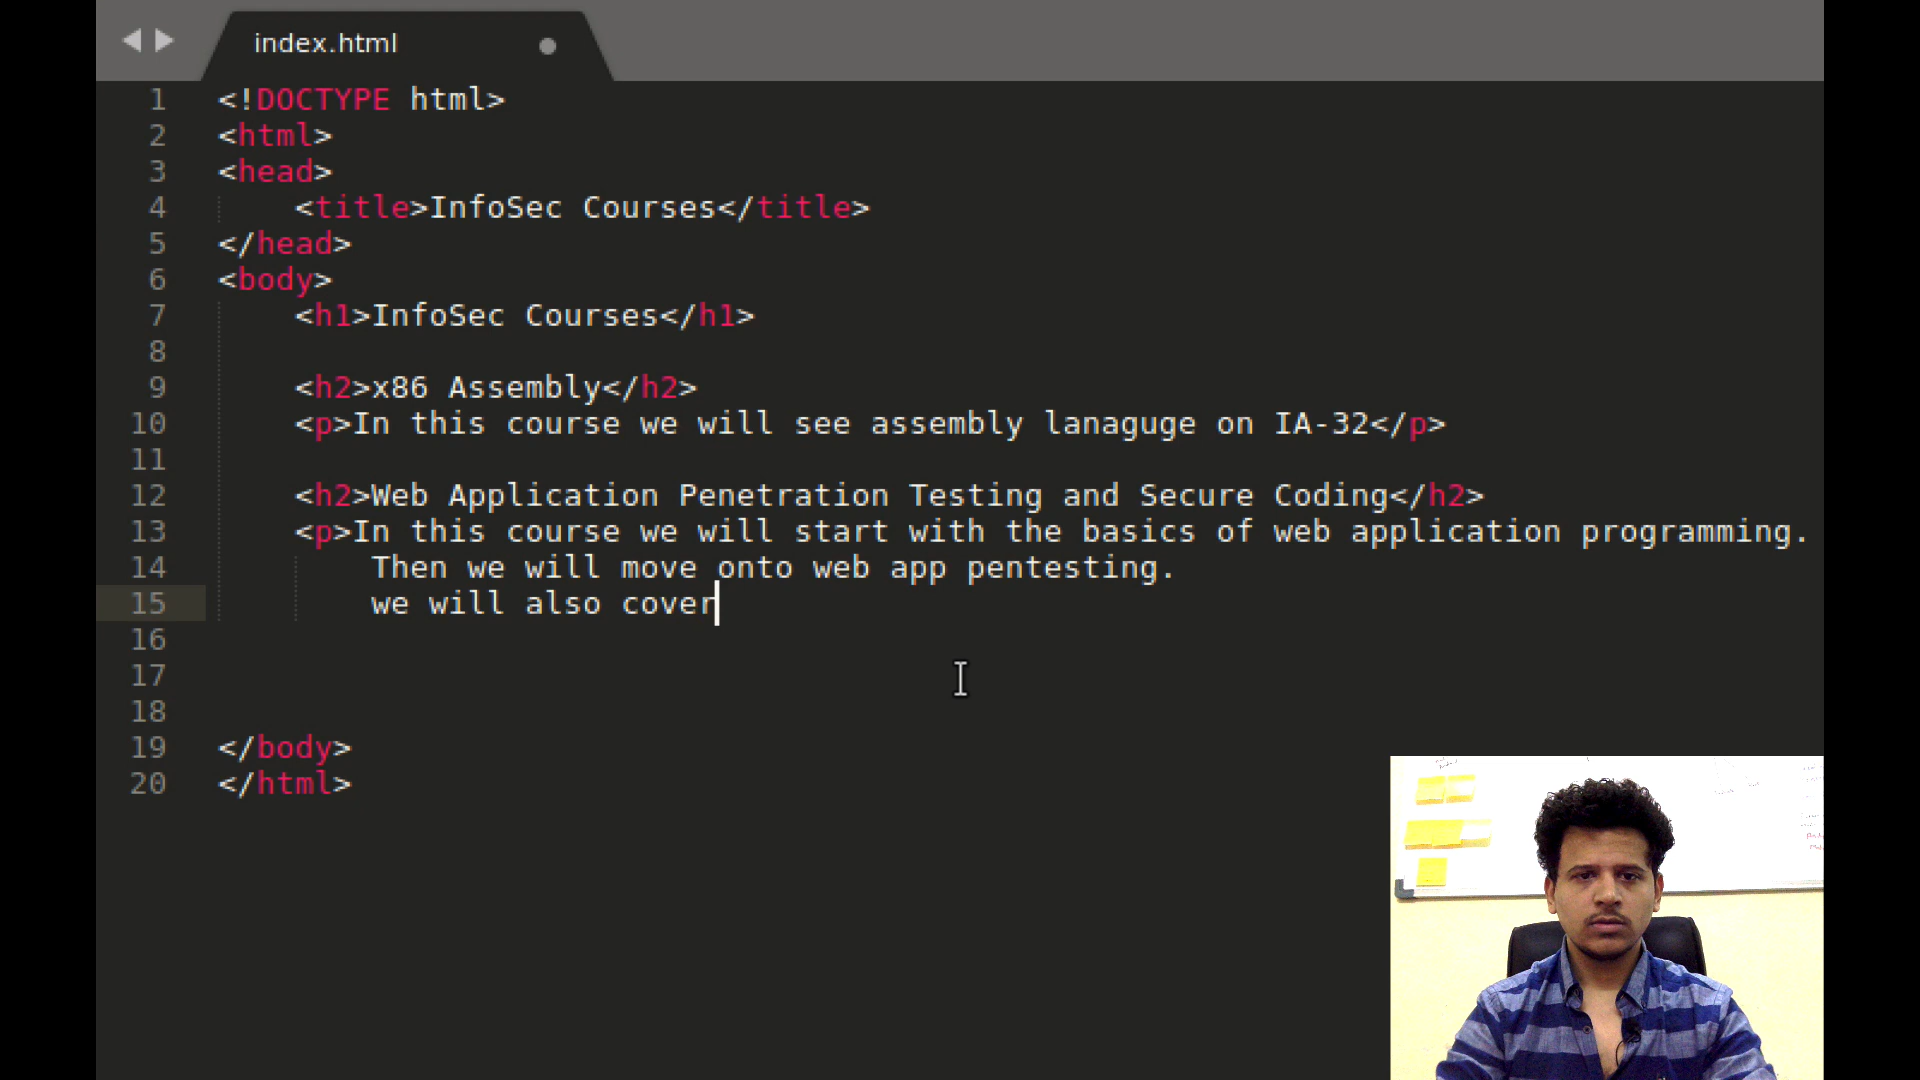 index.html
1 <!DOCTYPE html>
2 <html>
3 <head>
4 <title>InfoSec Courses</title>
5 </head>
6 <body>
7 <h1>InfoSec Courses</h1>
8
9 <h2>x86 Assembly</h2>
10 <p>In this course we will see assembly lanaguge on IA-32</p>
11
12 <h2>Web Application Penetration Testing and Secure Coding</h2>
13 <p>In this course we will start with the basics of web application programming.
14 Then we will move onto web app pentesting.
15 we will also cover
16
17
18
19 </body>
20 </html>